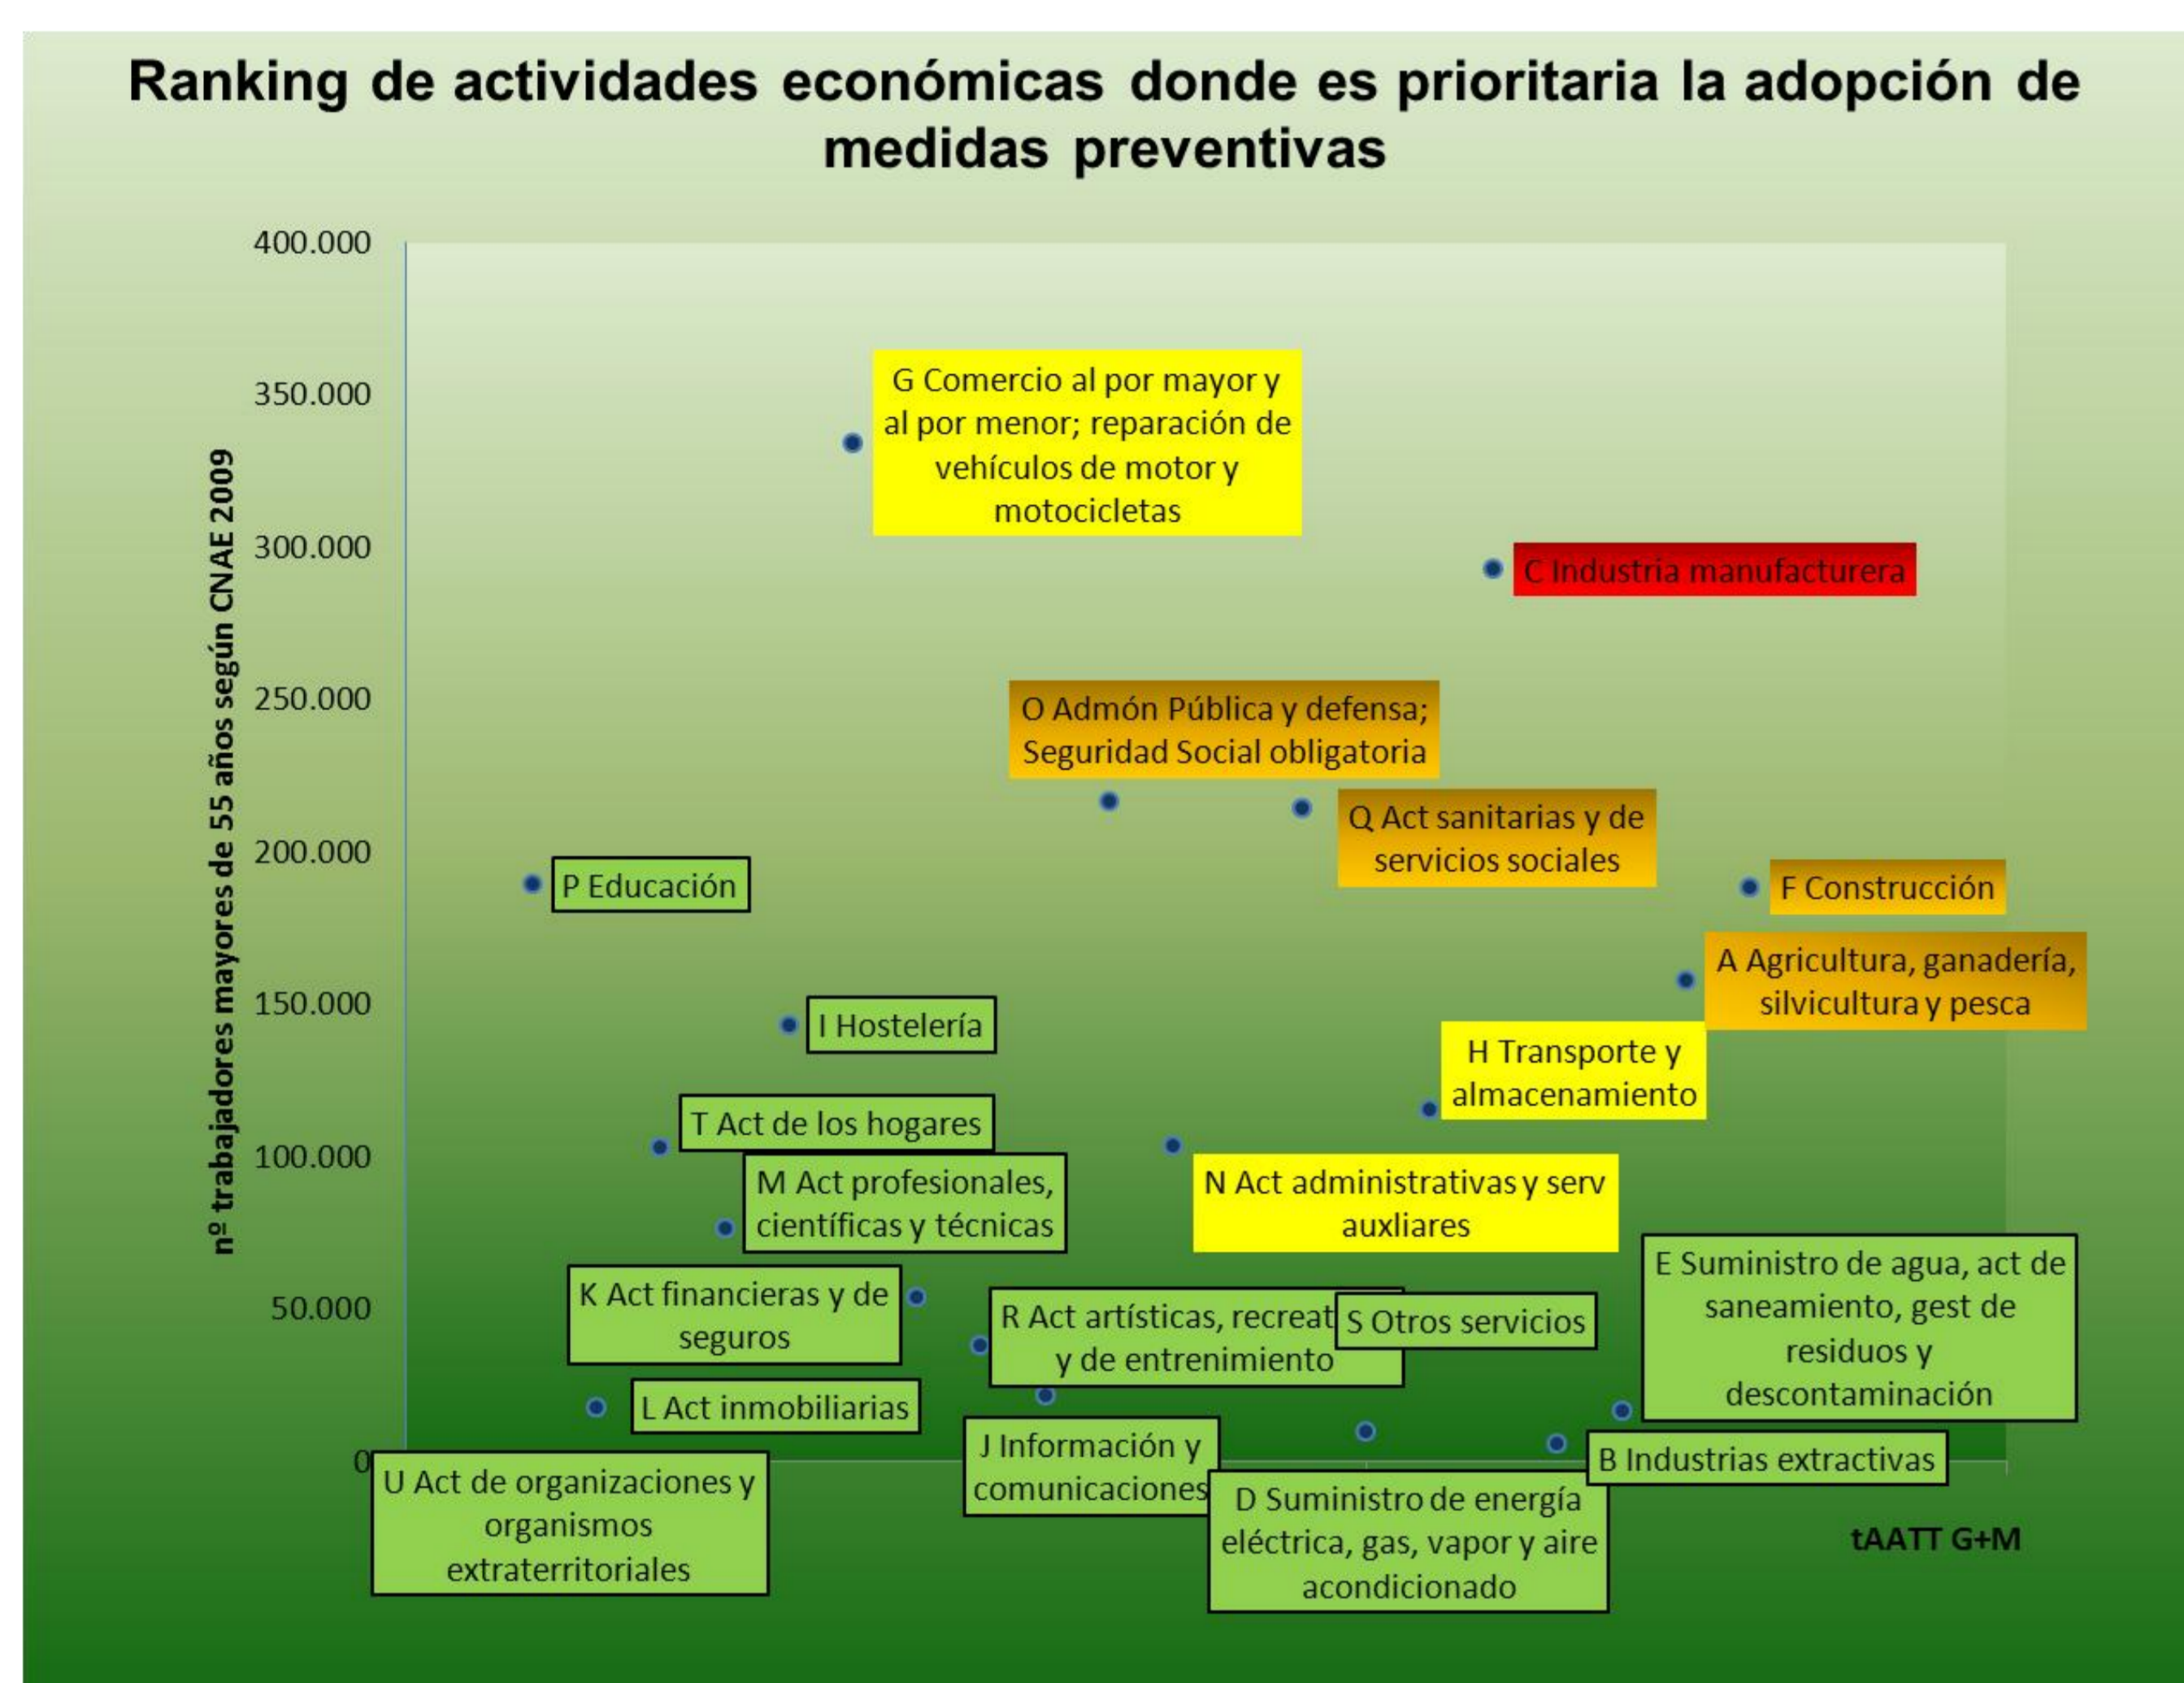 Ranking de actividades económicas donde es prioritaria la adopción de
medidas preventivas
400.000
350.000
300.000
250.000
200.000
150.000
100.000
50.000
0
nº trabajadores mayores de 55 años según CNAE 2009
G Comercio al por mayor y
al por menor; reparación de
vehículos de motor y
motocicletas
C Industria manufacturera
O Admón Pública y defensa;
Seguridad Social obligatoria
Q Act sanitarias y de
servicios sociales
P Educación
F Construcción
A Agricultura, ganadería,
silvicultura y pesca
I Hostelería
H Transporte y
almacenamiento
T Act de los hogares
M Act profesionales,
científicas y técnicas
N Act administrativas y serv
auxliares
E Suministro de agua, act de
saneamiento, gest de
residuos y
descontaminación
K Act financieras y de
seguros
R Act artísticas, recreat
y de entrenimiento
S Otros servicios
L Act inmobiliarias
J Información y
comunicaciones
B Industrias extractivas
U Act de organizaciones y
organismos
extraterritoriales
D Suministro de energía
eléctrica, gas, vapor y aire
acondicionado
tAATT G+M